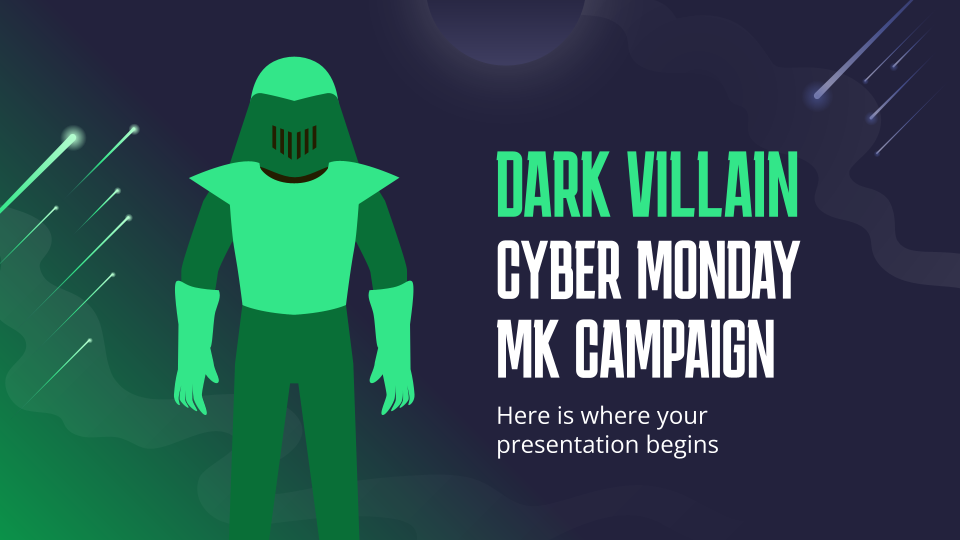 DARK VILLAIN
CYBER MONDAY
MK CAMPAIGN
Here is where your
presentation begins